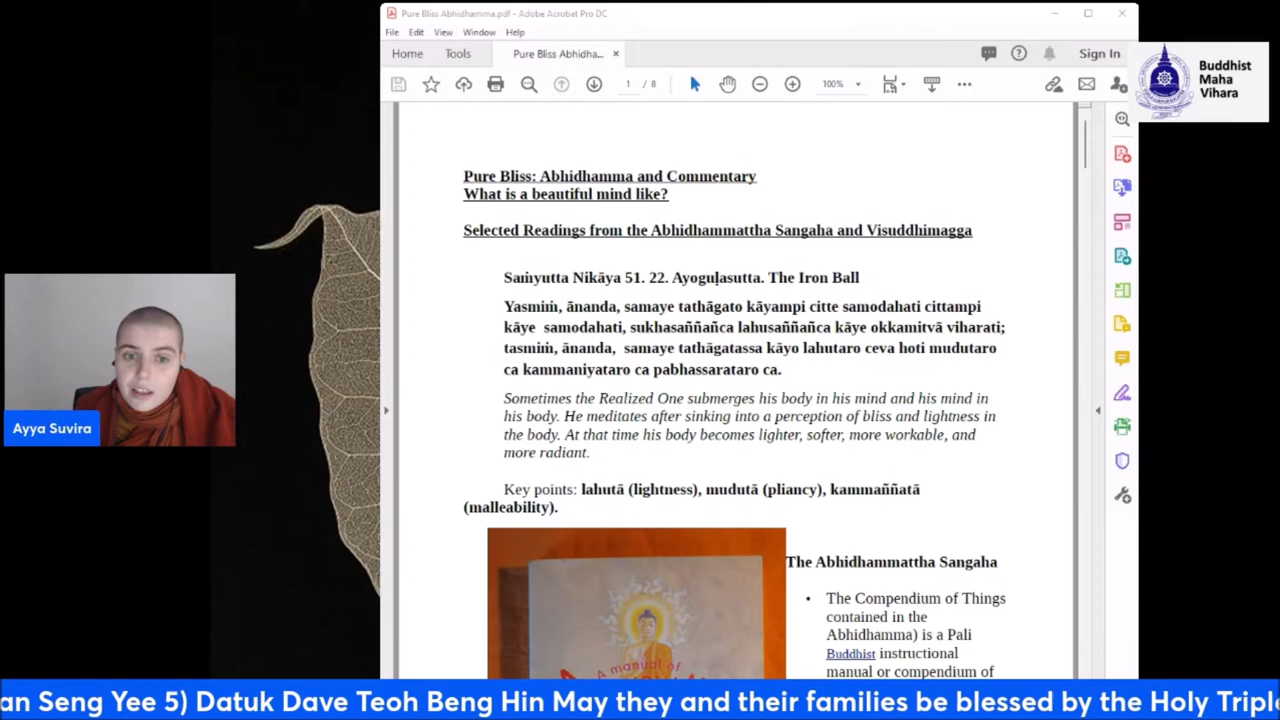 Pure Bliss Abhidhamma.pdf - Adobe Acrobat Pro DC
File Edit View Window Help
Home Tools Pure Bliss Abhidha... Sign In
1 / 8 100%
Buddhist
Maha
Vihara
Pure Bliss: Abhidhamma and Commentary
What is a beautiful mind like?
Selected Readings from the Abhidhammattha Sangaha and Visuddhimagga
Saṁyutta Nikāya 51. 22. Ayoguḷasutta. The Iron Ball
Yasmiṁ, ānanda, samaye tathāgato kāyampi citte samodahati cittampi
kāye samodahati, sukhasaññañca lahusaññañca kāye okkamitvā viharati;
tasmiṁ, ānanda, samaye tathāgatassa kāyo lahutaro ceva hoti mudutaro
ca kammaniyataro ca pabhassarataro ca.
Sometimes the Realized One submerges his body in his mind and his mind in
his body. He meditates after sinking into a perception of bliss and lightness in
the body. At that time his body becomes lighter, softer, more workable, and
more radiant.
Key points: lahutā (lightness), mudutā (pliancy), kammaññatā
(malleability).
The Abhidhammattha Sangaha
• The Compendium of Things
contained in the
Abhidhamma) is a Pali
Buddhist instructional
manual or compendium of
A manual of
Ayya Suvira
an Seng Yee 5) Datuk Dave Teoh Beng Hin May they and their families be blessed by the Holy Triple